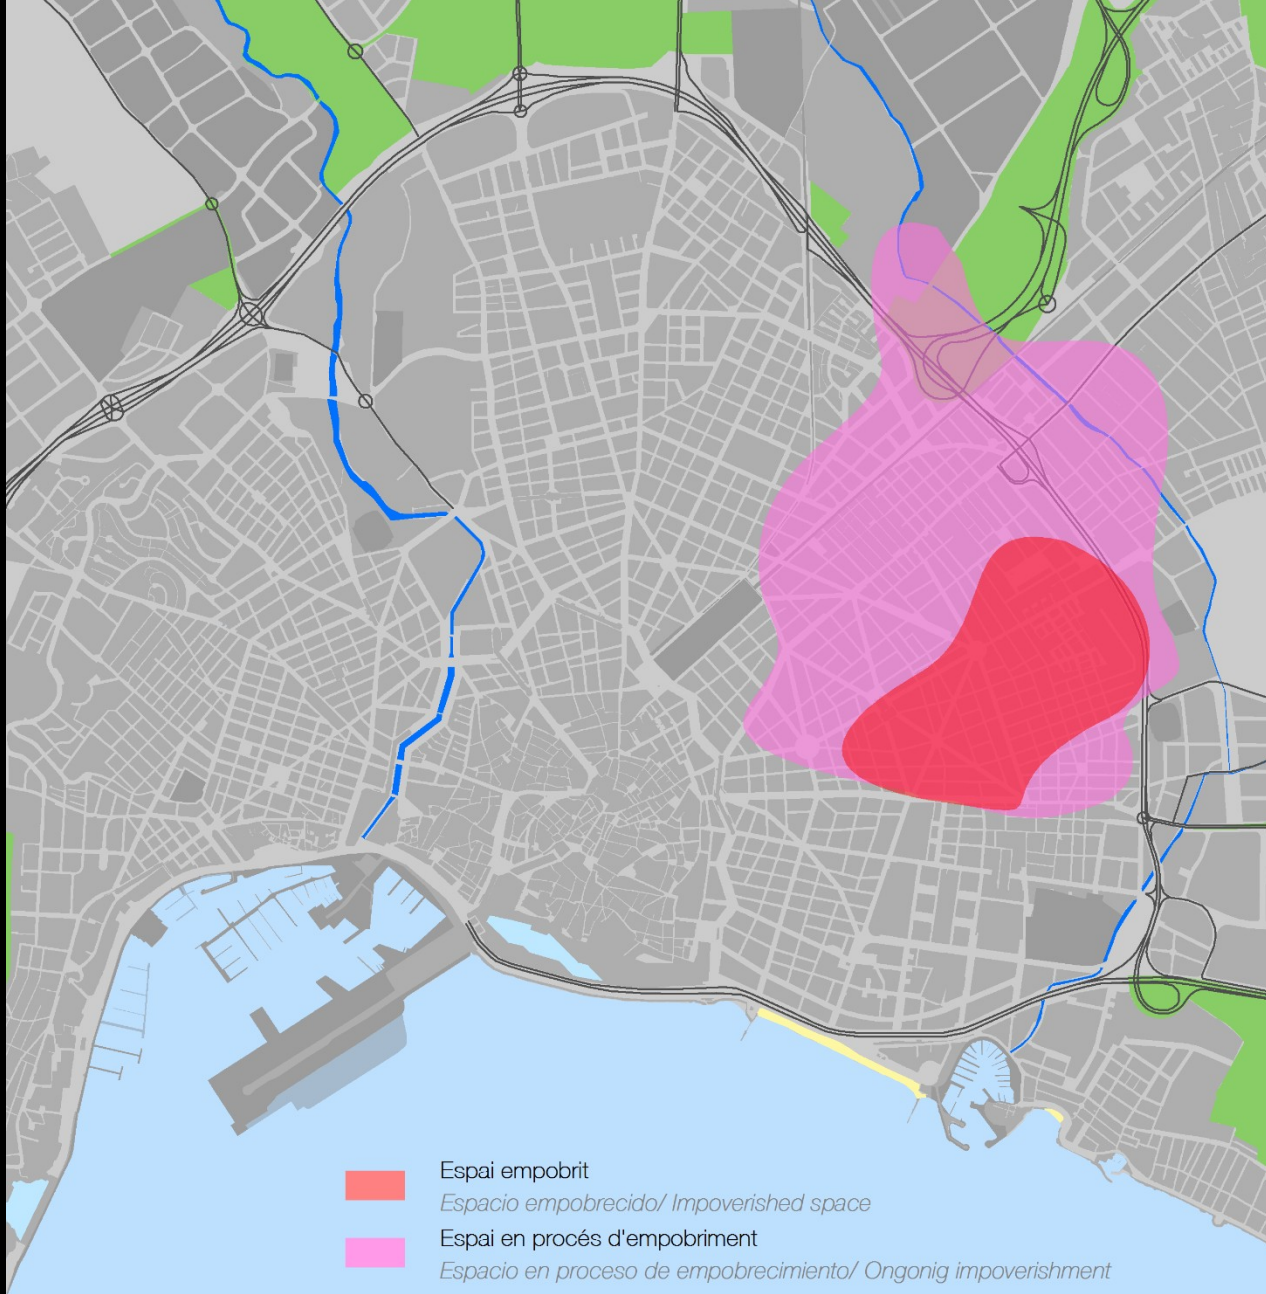 Espai empobrit
Espacio empobrecido/ Impoverished space
Espai en procés d'empobriment
Espacio en proceso de empobrecimiento/ Ongonig impoverishment